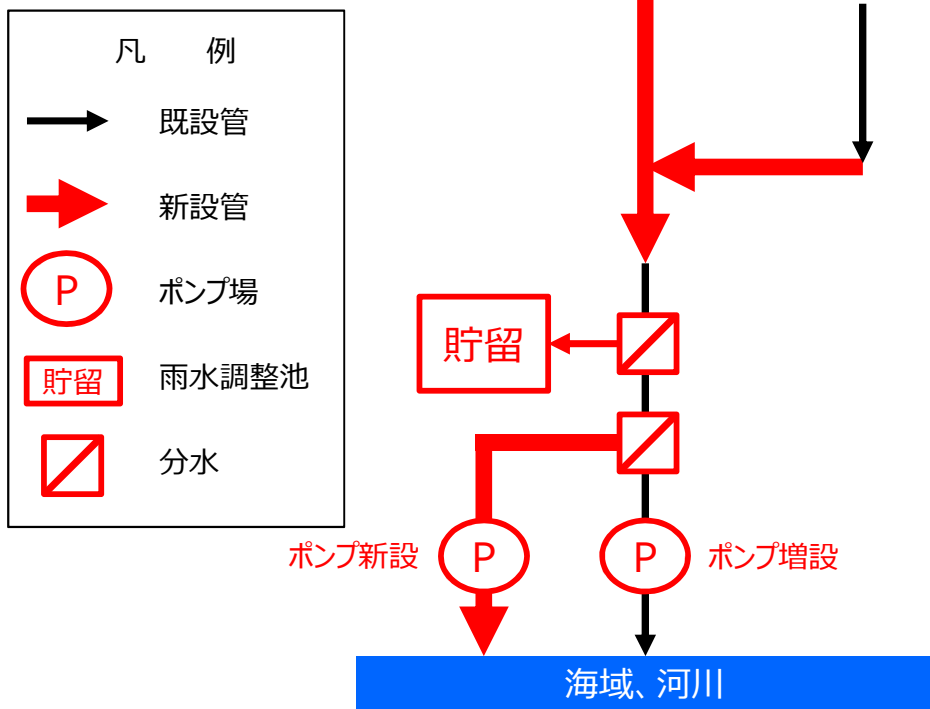 凡　例
既設管
新設管
P
ポンプ場
貯留
雨水調整池
分水
貯留
ポンプ新設
P
P
ポンプ増設
海域、河川